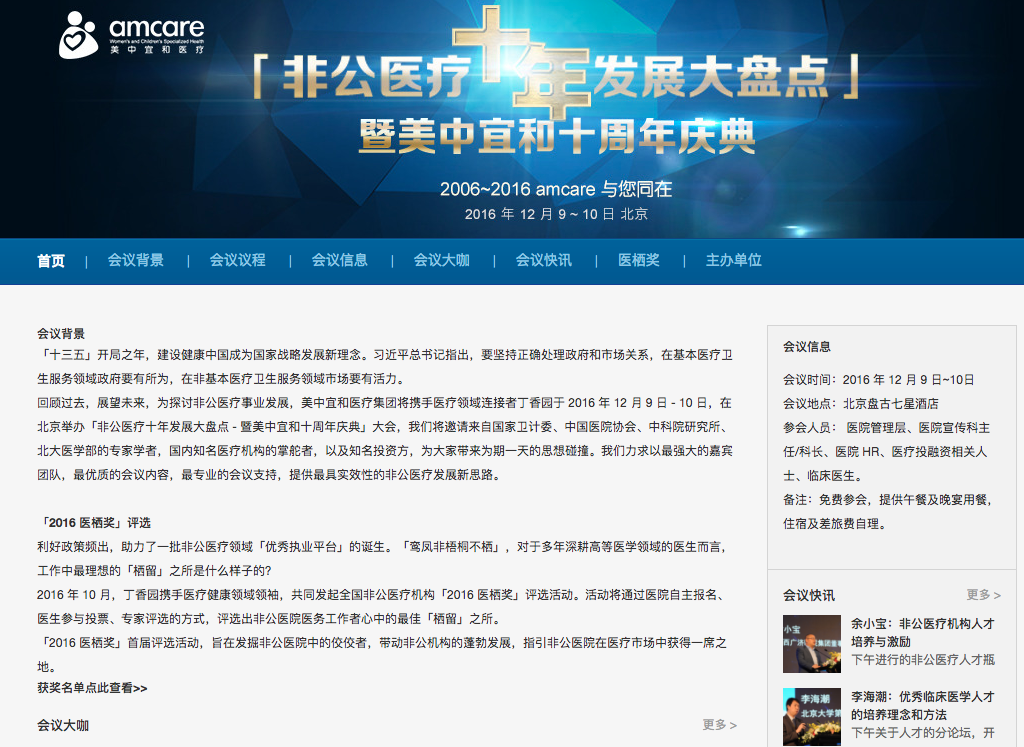 amcare
Women's and Children's Specialized Health
美中宜和医疗
「非公医疗十年发展大盘点」
暨美中宜和十周年庆典
2006~2016 amcare 与您同在
2016 年 12 月 9 ~ 10 日 北京
首页 | 会议背景 | 会议议程 | 会议信息 | 会议大咖 | 会议快讯 | 医栖奖 | 主办单位
会议背景
「十三五」开局之年，建设健康中国成为国家战略发展新理念。习近平总书记指出，要坚持正确处理政府和市场关系，在基本医疗卫
生服务领域政府要有所为，在非基本医疗卫生服务领域市场要有活力。
回顾过去，展望未来，为探讨非公医疗事业发展，美中宜和医疗集团将携手医疗领域连接者丁香园于 2016 年 12 月 9 日 - 10 日，在
北京举办「非公医疗十年发展大盘点 - 暨美中宜和十周年庆典」大会，我们将邀请来自国家卫计委、中国医院协会、中科院研究所、
北大医学部的专家学者，国内知名医疗机构的掌舵者，以及知名投资方，为大家带来为期一天的思想碰撞。我们力求以最强大的嘉宾
团队，最优质的会议内容，最专业的会议支持，提供最具实效性的非公医疗发展新思路。
「2016 医栖奖」评选
利好政策频出，助力了一批非公医疗领域「优秀执业平台」的诞生。「鸾凤非梧桐不栖」，对于多年深耕高等医学领域的医生而言，
工作中最理想的「栖留」之所是什么样子的?
2016 年 10 月，丁香园携手医疗健康领域领袖，共同发起全国非公医疗机构「2016 医栖奖」评选活动。活动将通过医院自主报名、
医生参与投票、专家评选的方式，评选出非公医院医务工作者心中的最佳「栖留」之所。
「2016 医栖奖」首届评选活动，旨在发掘非公医院中的佼佼者，带动非公机构的蓬勃发展，指引非公医院在医疗市场中获得一席之
地。
获奖名单点此查看>>
会议大咖
更多 >
会议信息
会议时间：2016 年 12 月 9 日~10日
会议地点：北京盘古七星酒店
参会人员： 医院管理层、医院宣传科主
任/科长、医院 HR、医疗投融资相关人
士、临床医生。
备注：免费参会，提供午餐及晚宴用餐，
住宿及差旅费自理。
会议快讯
更多 >
小宝
余小宝：非公医疗机构人才
培养与激励
下午进行的非公医疗人才瓶
李海潮
北京大学第
李海潮：优秀临床医学人才
的培养理念和方法
下午关于人才的分论坛，开